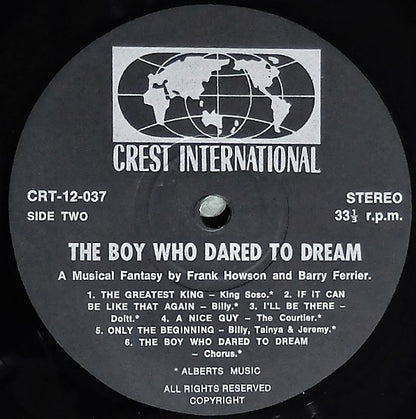 CREST INTERNATIONAL
CRT-12-037
SIDE TWO
STEREO
33⅓ r.p.m.
THE BOY WHO DARED TO DREAM
A Musical Fantasy by Frank Howson and Barry Ferrier.
1. THE GREATEST KING – King Soso.* 2. IF IT CAN
BE LIKE THAT AGAIN – Billy.* 3. I'LL BE THERE –
Doitt.* 4. A NICE GUY – The Courtier.*
5. ONLY THE BEGINNING – Billy, Tainya & Jeremy.*
6. THE BOY WHO DARED TO DREAM
– Chorus.*
* ALBERTS MUSIC
ALL RIGHTS RESERVED
COPYRIGHT